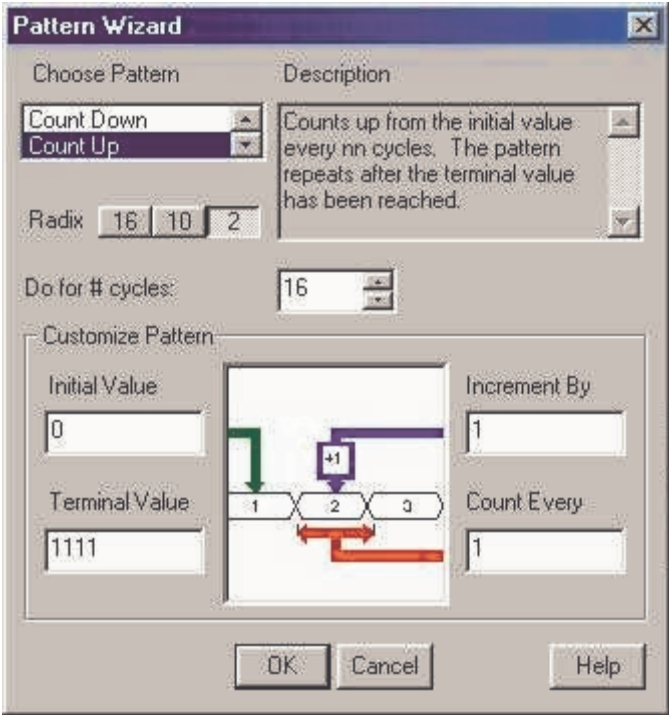 Pattern Wizard
Choose Pattern
Description
Count Down
Count Up
Counts up from the initial value
every nn cycles. The pattern
repeats after the terminal value
has been reached.
Radix 16 10 2
Do for # cycles: 16
Customize Pattern
Initial Value
0
Terminal Value
1111
+1
1 2 3
Increment By
1
Count Every
1
OK Cancel Help